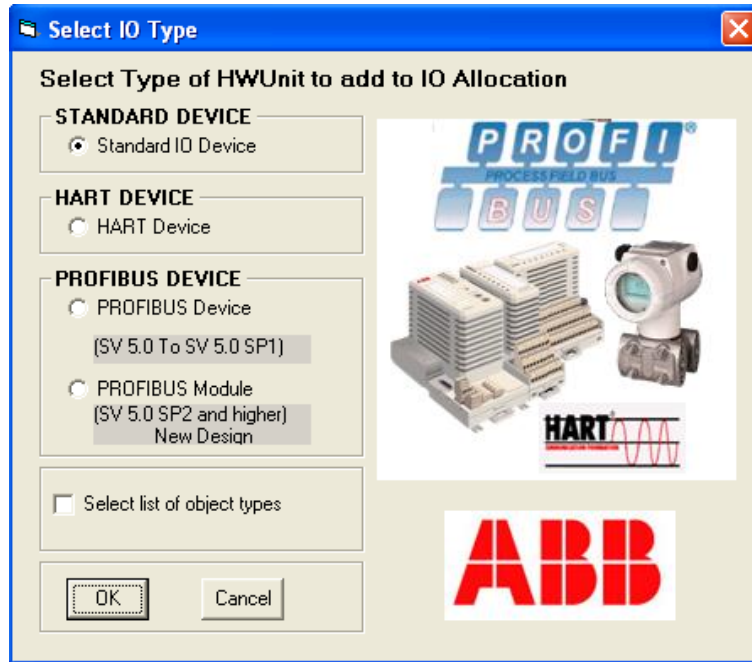 Select IO Type
Select Type of HWUnit to add to IO Allocation
STANDARD DEVICE
Standard IO Device
HART DEVICE
HART Device
PROFIBUS DEVICE
PROFIBUS Device
(SV 5.0 To SV 5.0 SP1)
PROFIBUS Module
(SV 5.0 SP2 and higher)
New Design
Select list of object types
OK
Cancel
PROFI®
PROCESS FIELD BUS
BUS
HART
ABB